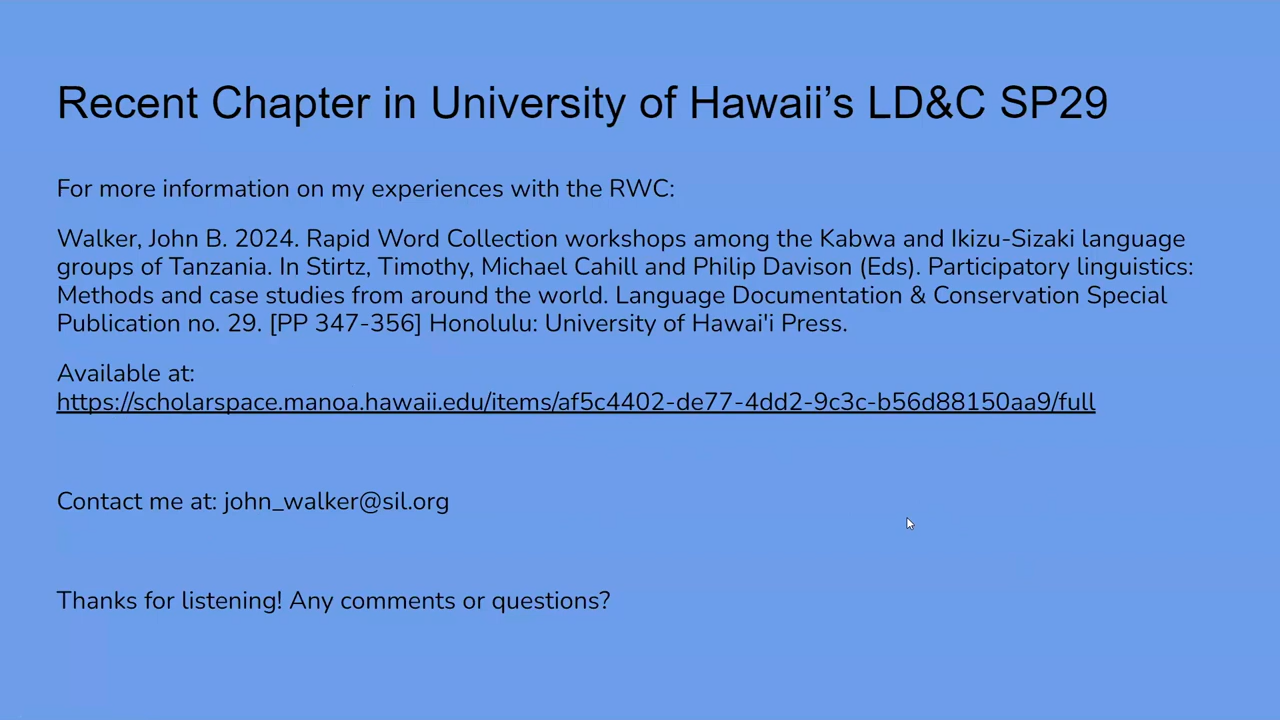 Recent Chapter in University of Hawaii’s LD&C SP29
For more information on my experiences with the RWC:
Walker, John B. 2024. Rapid Word Collection workshops among the Kabwa and Ikizu-Sizaki language
groups of Tanzania. In Stirtz, Timothy, Michael Cahill and Philip Davison (Eds). Participatory linguistics:
Methods and case studies from around the world. Language Documentation & Conservation Special
Publication no. 29. [PP 347-356] Honolulu: University of Hawai'i Press.
Available at:
https://scholarspace.manoa.hawaii.edu/items/af5c4402-de77-4dd2-9c3c-b56d88150aa9/full
Contact me at: john_walker@sil.org
Thanks for listening! Any comments or questions?